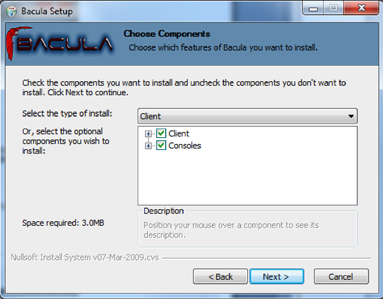 Bacula Setup
BACULA
Choose Components
Choose which features of Bacula you want to install.
Check the components you want to install and uncheck the components you don't want to
install. Click Next to continue.
Select the type of install:
Client
Or, select the optional
components you wish to
install:
Client
Consoles
Space required: 3.0MB
Description
Position your mouse over a component to see its
description.
Nullsoft Install System v07-Mar-2009.cvs
< Back
Next >
Cancel